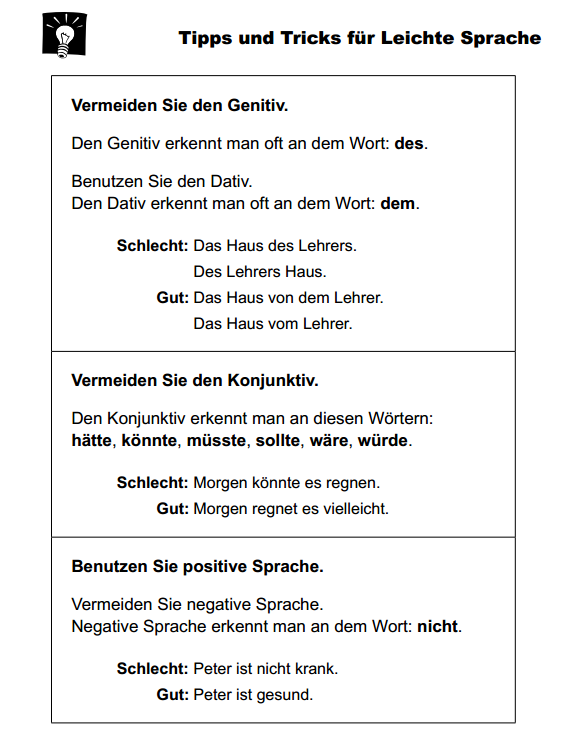 Tipps und Tricks für Leichte Sprache
Vermeiden Sie den Genitiv.
Den Genitiv erkennt man oft an dem Wort: des.
Benutzen Sie den Dativ.
Den Dativ erkennt man oft an dem Wort: dem.
Schlecht: Das Haus des Lehrers.
Des Lehrers Haus.
Gut: Das Haus von dem Lehrer.
Das Haus vom Lehrer.
Vermeiden Sie den Konjunktiv.
Den Konjunktiv erkennt man an diesen Wörtern:
hätte, könnte, müsste, sollte, wäre, würde.
Schlecht: Morgen könnte es regnen.
Gut: Morgen regnet es vielleicht.
Benutzen Sie positive Sprache.
Vermeiden Sie negative Sprache.
Negative Sprache erkennt man an dem Wort: nicht.
Schlecht: Peter ist nicht krank.
Gut: Peter ist gesund.